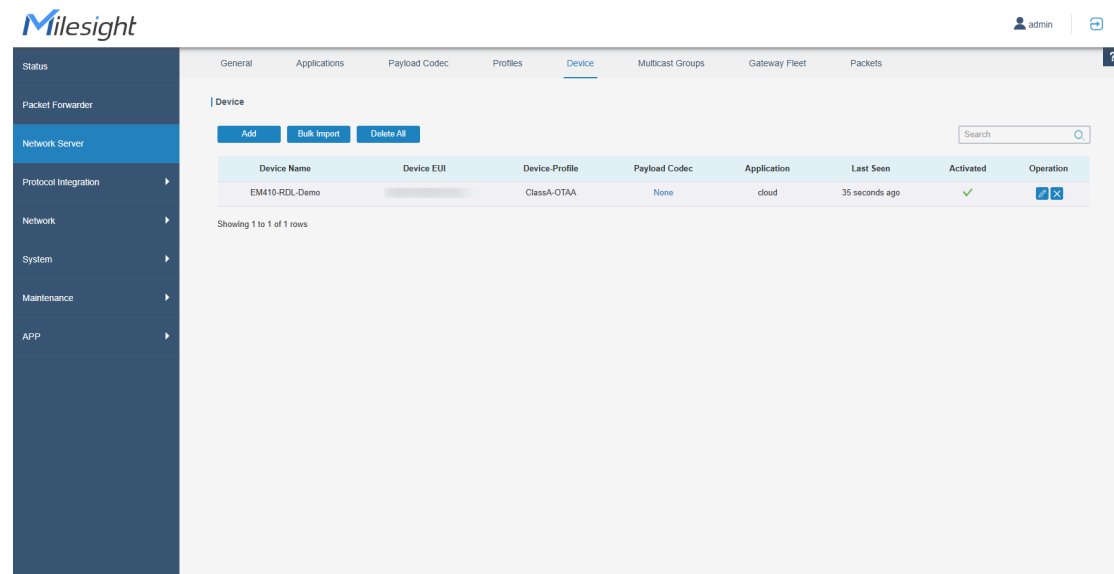 Milesight
admin
Status
Packet Forwarder
Network Server
Protocol Integration
Network
System
Maintenance
APP
General Applications Payload Codec Profiles Device Multicast Groups Gateway Fleet Packets
?
Device
Add Bulk Import Delete All
Search
Device Name Device EUI Device-Profile Payload Codec Application Last Seen Activated Operation
EM410-RDL-Demo ClassA-OTAA None cloud 35 seconds ago
Showing 1 to 1 of 1 rows